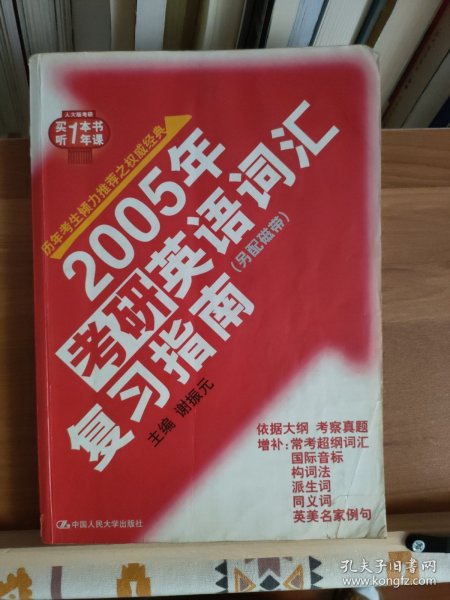 人大版考研
买1本书
听1年课
历年考生倾力推荐之权威经典
2005年
考研英语词汇
复习指南
(另配磁带)
主编 谢振元
依据大纲 考察真题
增补:常考超纲词汇
国际音标
构词法
派生词
同义词
英美名家例句
中国人民大学出版社
孔夫子旧书网
www.kongfz.com